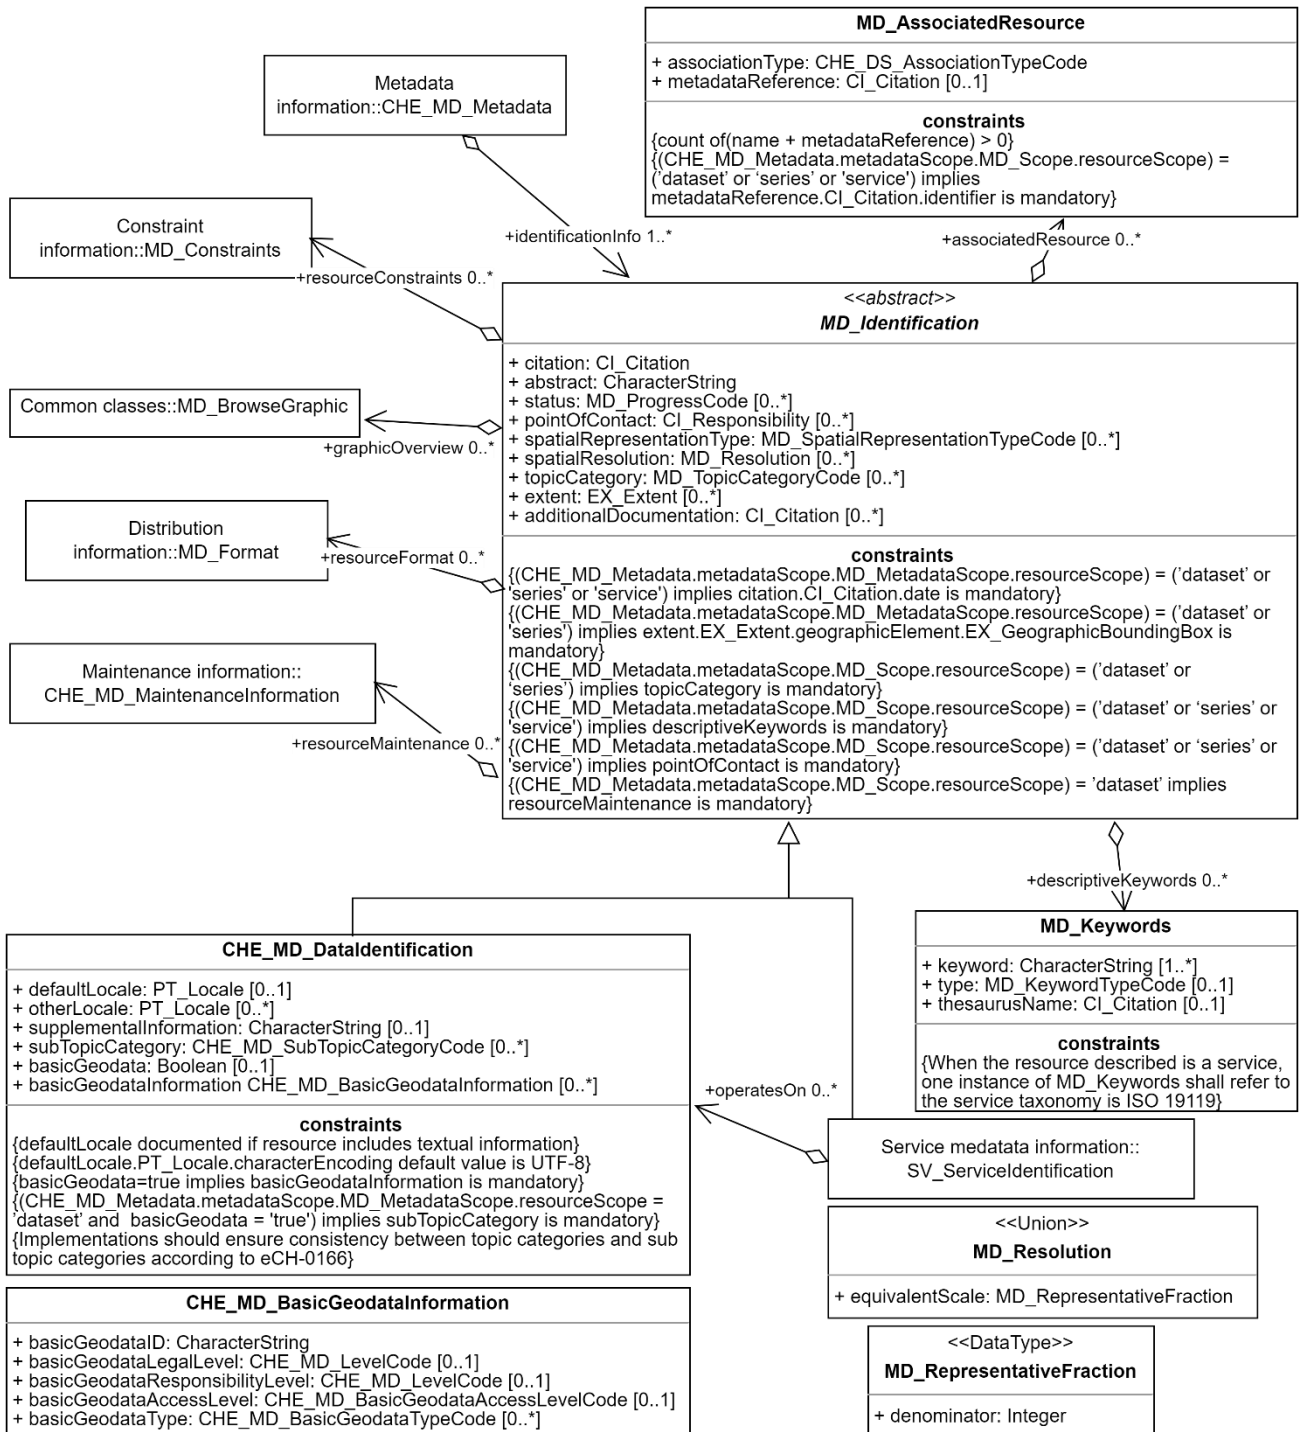 MD_AssociatedResource
+ associationType: CHE_DS_AssociationTypeCode
+ metadataReference: CI_Citation [0..1]
constraints
{count of(name + metadataReference) > 0}
{(CHE_MD_Metadata.metadataScope.MD_Scope.resourceScope) =
(’dataset’ or ‘series’ or 'service') implies
metadataReference.CI_Citation.identifier is mandatory}
Metadata
information::CHE_MD_Metadata
Constraint
information::MD_Constraints
+identificationInfo 1..*
+associatedResource 0..*
+resourceConstraints 0..*
<<abstract>>
MD_Identification
+ citation: CI_Citation
+ abstract: CharacterString
+ status: MD_ProgressCode [0..*]
+ pointOfContact: CI_Responsibility [0..*]
+ spatialRepresentationType: MD_SpatialRepresentationTypeCode [0..*]
+ spatialResolution: MD_Resolution [0..*]
+ topicCategory: MD_TopicCategoryCode [0..*]
+ extent: EX_Extent [0..*]
+ additionalDocumentation: CI_Citation [0..*]
constraints
{(CHE_MD_Metadata.metadataScope.MD_MetadataScope.resourceScope) = (’dataset’ or
'series' or 'service') implies citation.CI_Citation.date is mandatory}
{(CHE_MD_Metadata.metadataScope.MD_MetadataScope.resourceScope) = (’dataset’ or
'series') implies extent.EX_Extent.geographicElement.EX_GeographicBoundingBox is
mandatory}
{(CHE_MD_Metadata.metadataScope.MD_Scope.resourceScope) = (’dataset’ or
‘series’) implies topicCategory is mandatory}
{(CHE_MD_Metadata.metadataScope.MD_Scope.resourceScope) = (’dataset’ or ‘series’ or
'service') implies descriptiveKeywords is mandatory}
{(CHE_MD_Metadata.metadataScope.MD_Scope.resourceScope) = (’dataset’ or ‘series’ or
'service') implies pointOfContact is mandatory}
{(CHE_MD_Metadata.metadataScope.MD_Scope.resourceScope) = ’dataset’ implies
resourceMaintenance is mandatory}
Common classes::MD_BrowseGraphic
+graphicOverview 0..*
Distribution
information::MD_Format
+resourceFormat 0..*
Maintenance information::
CHE_MD_MaintenanceInformation
+resourceMaintenance 0..*
+descriptiveKeywords 0..*
CHE_MD_DataIdentification
+ defaultLocale: PT_Locale [0..1]
+ otherLocale: PT_Locale [0..*]
+ supplementalInformation: CharacterString [0..1]
+ subTopicCategory: CHE_MD_SubTopicCategoryCode [0..*]
+ basicGeodata: Boolean [0..1]
+ basicGeodataInformation CHE_MD_BasicGeodataInformation [0..*]
constraints
{defaultLocale documented if resource includes textual information}
{defaultLocale.PT_Locale.characterEncoding default value is UTF-8}
{basicGeodata=true implies basicGeodataInformation is mandatory}
{(CHE_MD_Metadata.metadataScope.MD_MetadataScope.resourceScope =
’dataset’ and  basicGeodata = 'true') implies subTopicCategory is mandatory}
{Implementations should ensure consistency between topic categories and sub
topic categories according to eCH-0166}
MD_Keywords
+ keyword: CharacterString [1..*]
+ type: MD_KeywordTypeCode [0..1]
+ thesaurusName: CI_Citation [0..1]
constraints
{When the resource described is a service,
one instance of MD_Keywords shall refer to
the service taxonomy is ISO 19119}
+operatesOn 0..*
Service medatata information::
SV_ServiceIdentification
<<Union>>
MD_Resolution
+ equivalentScale: MD_RepresentativeFraction
CHE_MD_BasicGeodataInformation
+ basicGeodataID: CharacterString
+ basicGeodataLegalLevel: CHE_MD_LevelCode [0..1]
+ basicGeodataResponsibilityLevel: CHE_MD_LevelCode [0..1]
+ basicGeodataAccessLevel: CHE_MD_BasicGeodataAccessLevelCode [0..1]
+ basicGeodataType: CHE_MD_BasicGeodataTypeCode [0..*]
<<DataType>>
MD_RepresentativeFraction
+ denominator: Integer